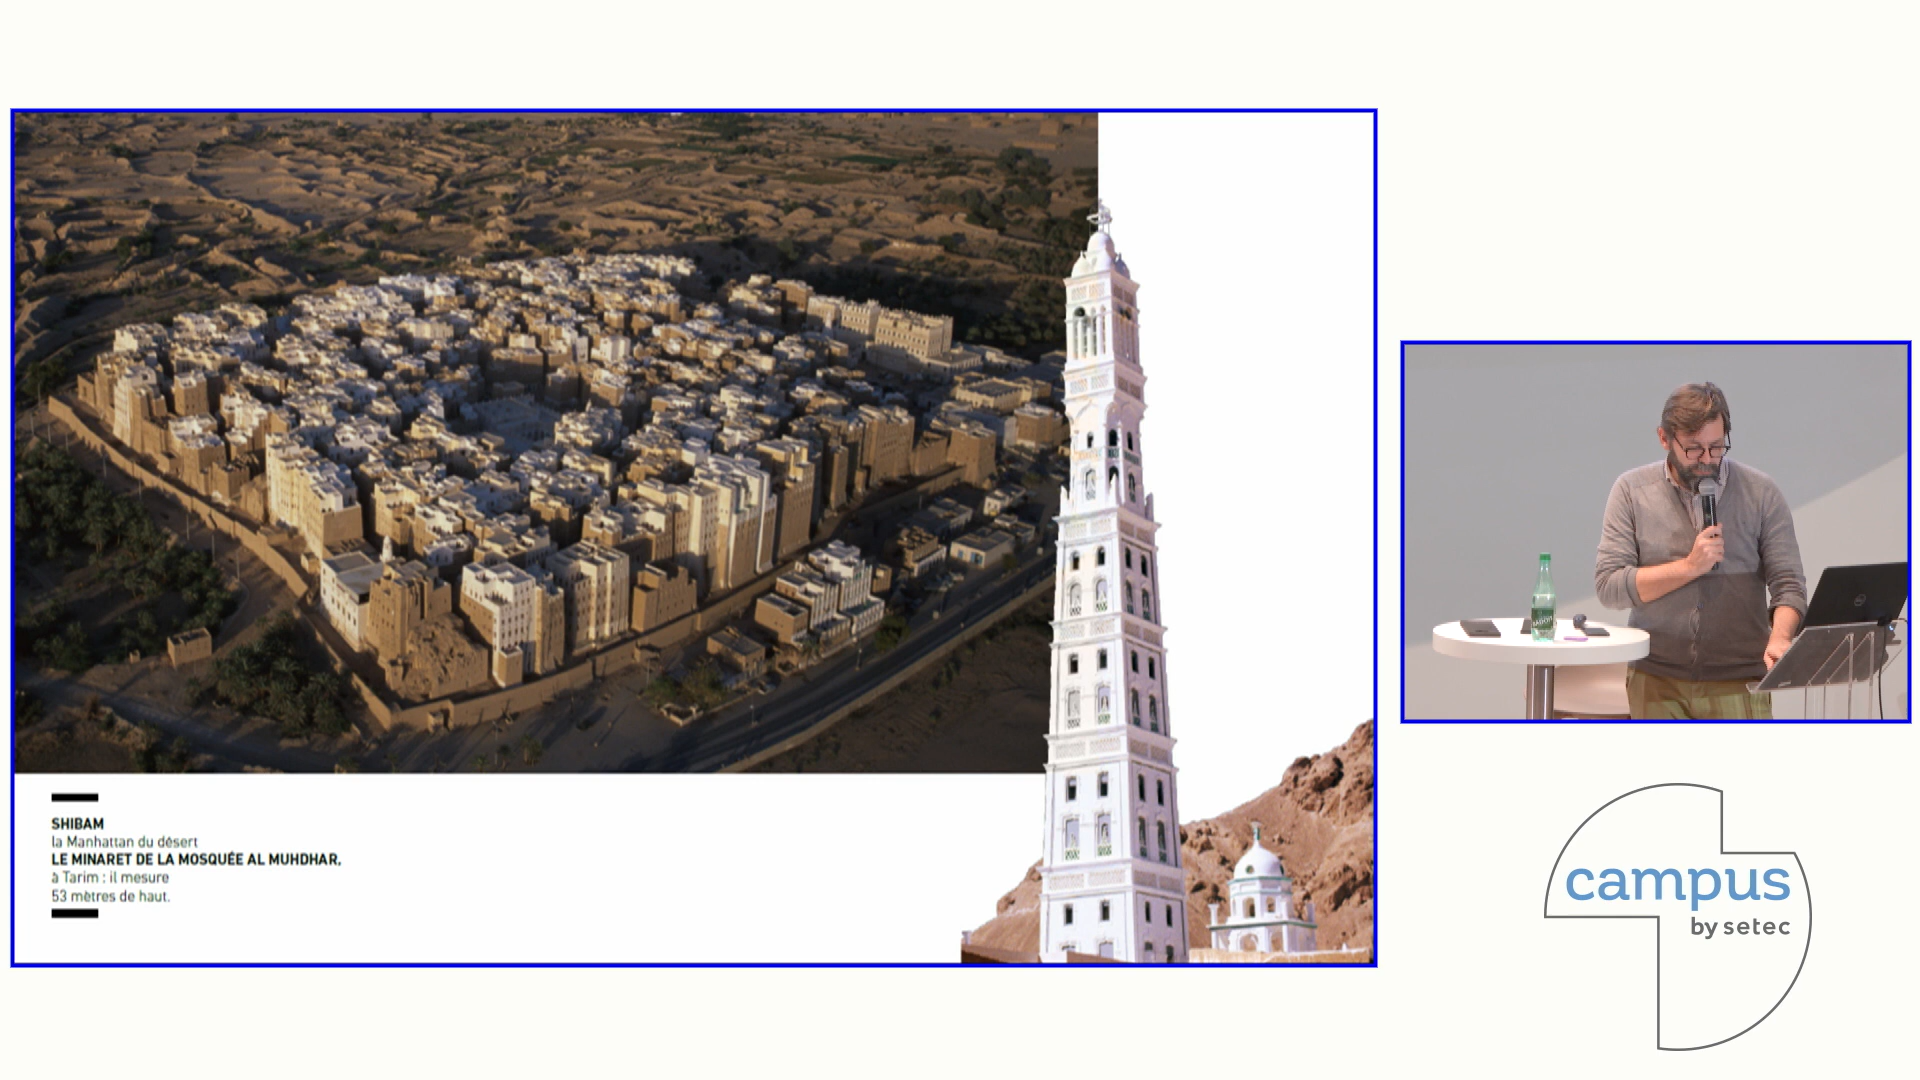 SHIBAM
la Manhattan du désert
LE MINARET DE LA MOSQUÉE AL MUHDHAR,
à Tarim : il mesure
53 mètres de haut.
campus
by setec